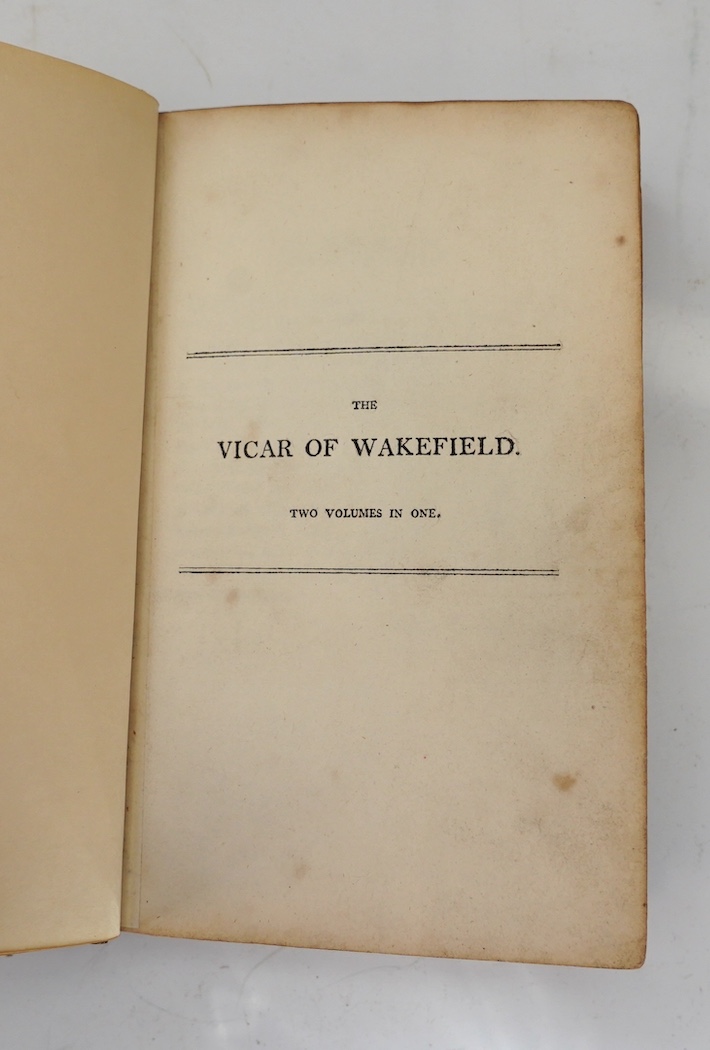 THE
VICAR OF WAKEFIELD.
TWO VOLUMES IN ONE.